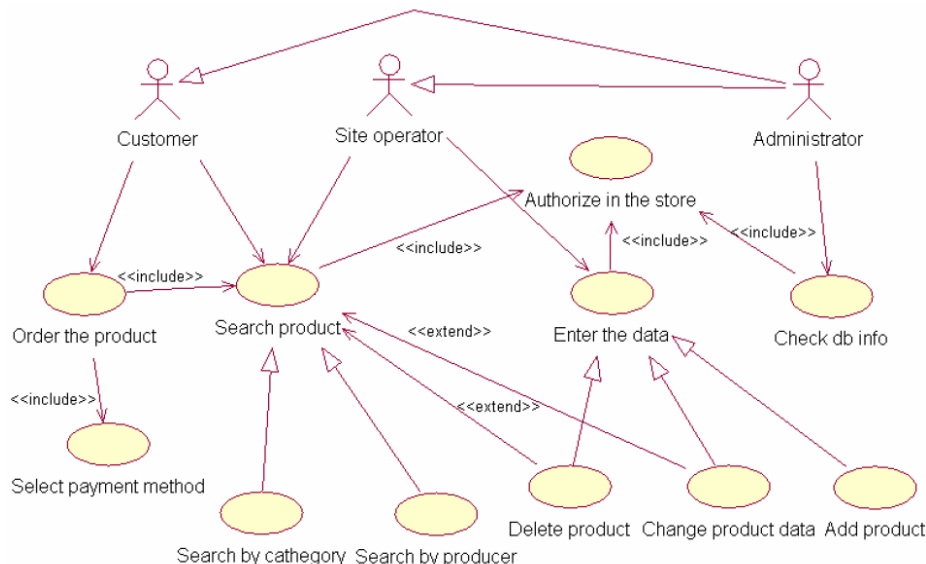 Customer
Site operator
Administrator
Authorize in the store
<<include>>
<<include>>
<<include>>
<<include>>
Order the product
Search product
<<extend>>
Enter the data
Check db info
<<include>>
<<extend>>
Select payment method
Delete product
Change product data
Add product
Search by cathegory
Search by producer